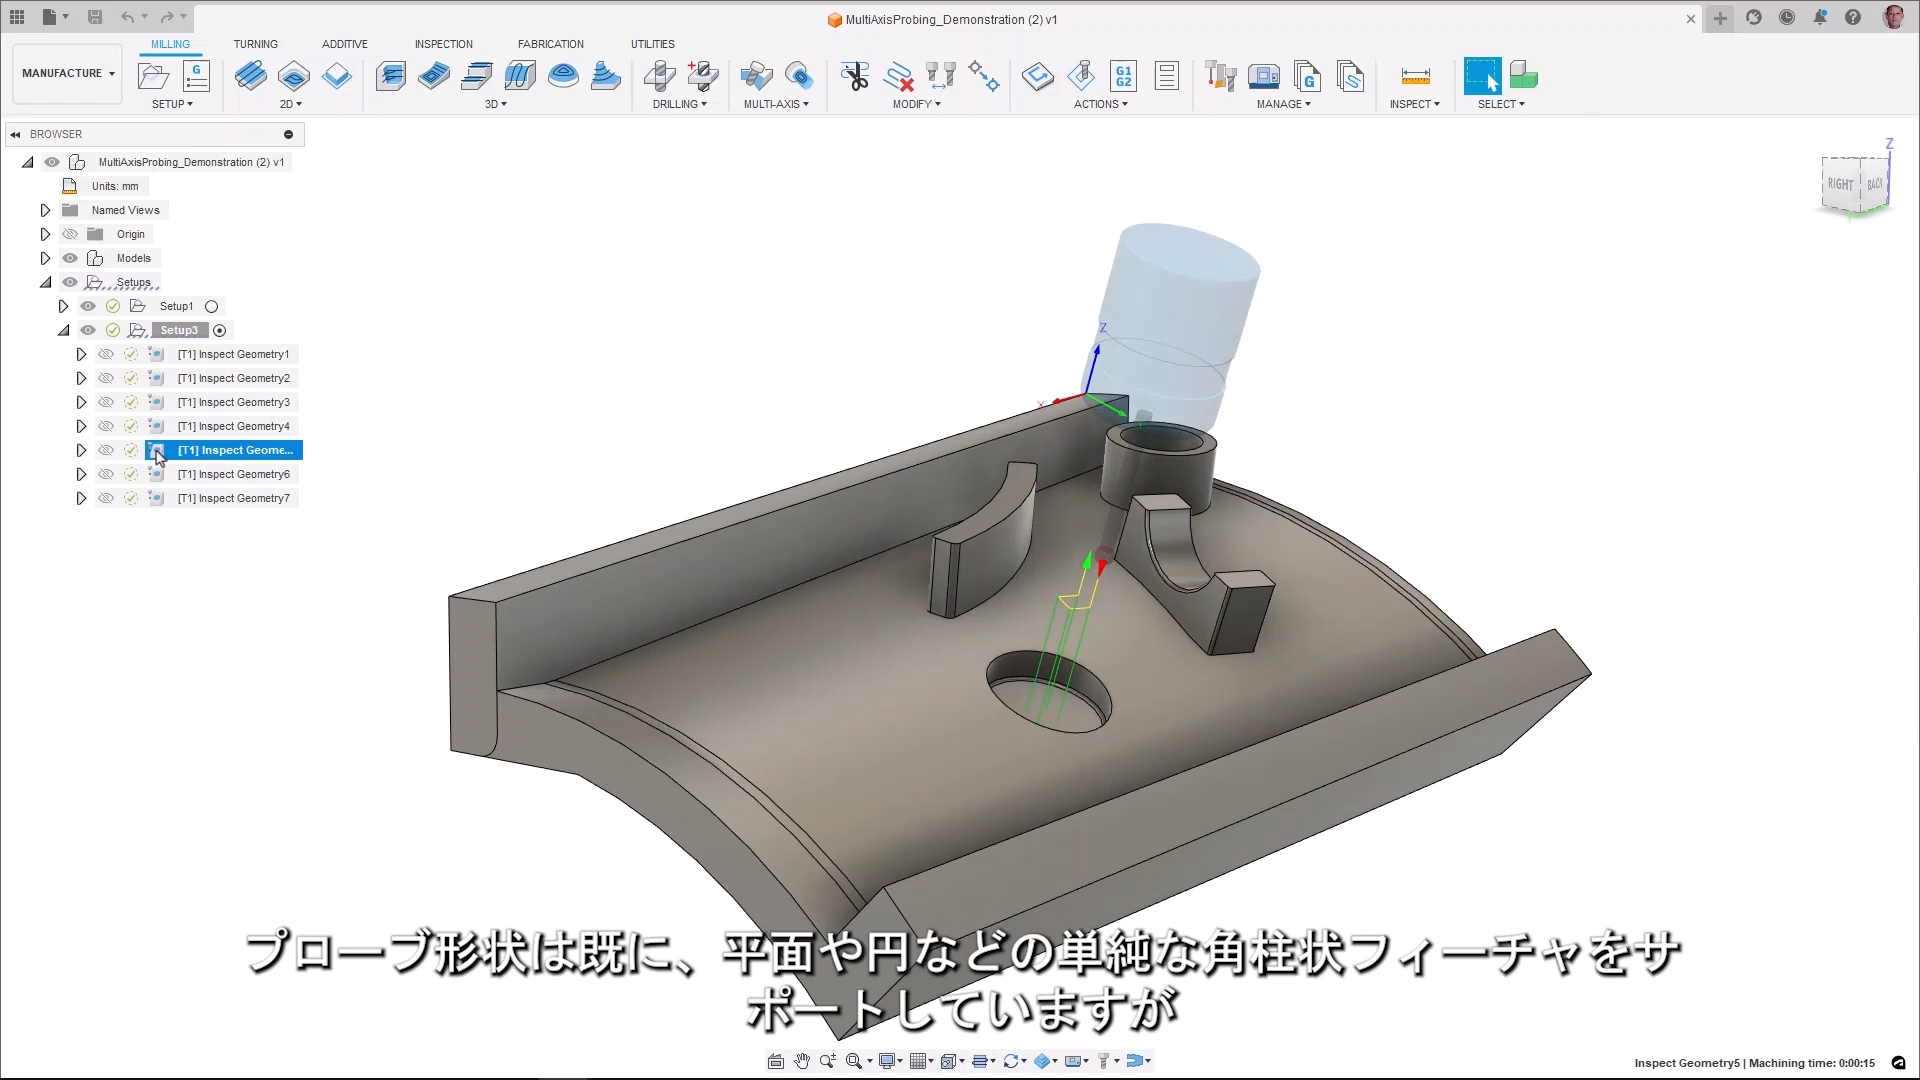 MultiAxisProbing_Demonstration (2) v1
MILLING TURNING ADDITIVE INSPECTION FABRICATION UTILITIES
MANUFACTURE
G G1 G2 G
SETUP 2D 3D DRILLING MULTI-AXIS MODIFY ACTIONS MANAGE INSPECT SELECT
BROWSER
MultiAxisProbing_Demonstration (2) v1
Units: mm
Named Views
Origin
Models
Setups
Setup1
Setup3
[T1] Inspect Geometry1
[T1] Inspect Geometry2
[T1] Inspect Geometry3
[T1] Inspect Geometry4
[T1] Inspect Geome...
[T1] Inspect Geometry6
[T1] Inspect Geometry7
Z
RIGHT BACK
Y
Z
X
プローブ形状は既に、平面や円などの単純な角柱状フィーチャをサ
ポートしていますが
Inspect Geometry5 | Machining time: 0:00:15